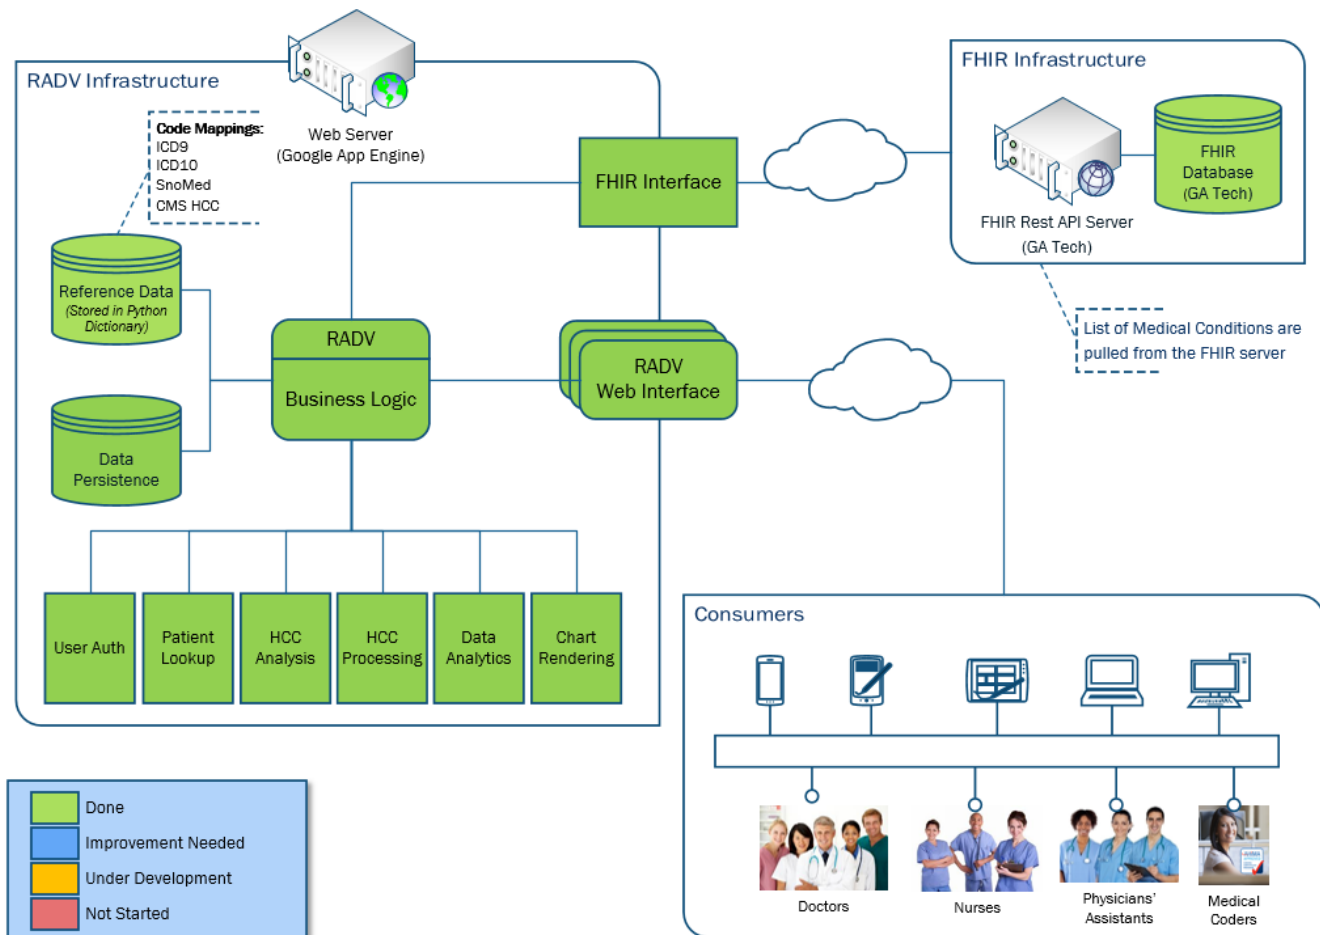 RADV Infrastructure
Web Server
(Google App Engine)
Code Mappings:
ICD9
ICD10
SnoMed
CMS HCC
FHIR Interface
FHIR Infrastructure
FHIR
Database
(GA Tech)
FHIR Rest API Server
(GA Tech)
List of Medical Conditions are
pulled from the FHIR server
Reference Data
(Stored in Python
Dictionary)
RADV
Business Logic
RADV
Web Interface
Data
Persistence
User Auth
Patient
Lookup
HCC
Analysis
HCC
Processing
Data
Analytics
Chart
Rendering
Consumers
Doctors
Nurses
Physicians'
Assistants
Medical
Coders
Done
Improvement Needed
Under Development
Not Started